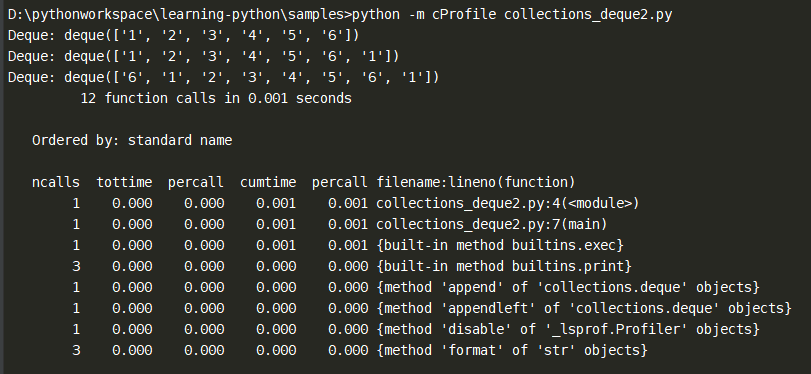 D:\pythonworkspace\learning-python\samples>python -m cProfile collections_deque2.py
Deque: deque(['1', '2', '3', '4', '5', '6'])
Deque: deque(['1', '2', '3', '4', '5', '6', '1'])
Deque: deque(['6', '1', '2', '3', '4', '5', '6', '1'])
         12 function calls in 0.001 seconds

   Ordered by: standard name

   ncalls  tottime  percall  cumtime  percall filename:lineno(function)
        1    0.000    0.000    0.001    0.001 collections_deque2.py:4(<module>)
        1    0.000    0.000    0.001    0.001 collections_deque2.py:7(main)
        1    0.000    0.000    0.001    0.001 {built-in method builtins.exec}
        3    0.000    0.000    0.000    0.000 {built-in method builtins.print}
        1    0.000    0.000    0.000    0.000 {method 'append' of 'collections.deque' objects}
        1    0.000    0.000    0.000    0.000 {method 'appendleft' of 'collections.deque' objects}
        1    0.000    0.000    0.000    0.000 {method 'disable' of '_lsprof.Profiler' objects}
        3    0.000    0.000    0.000    0.000 {method 'format' of 'str' objects}